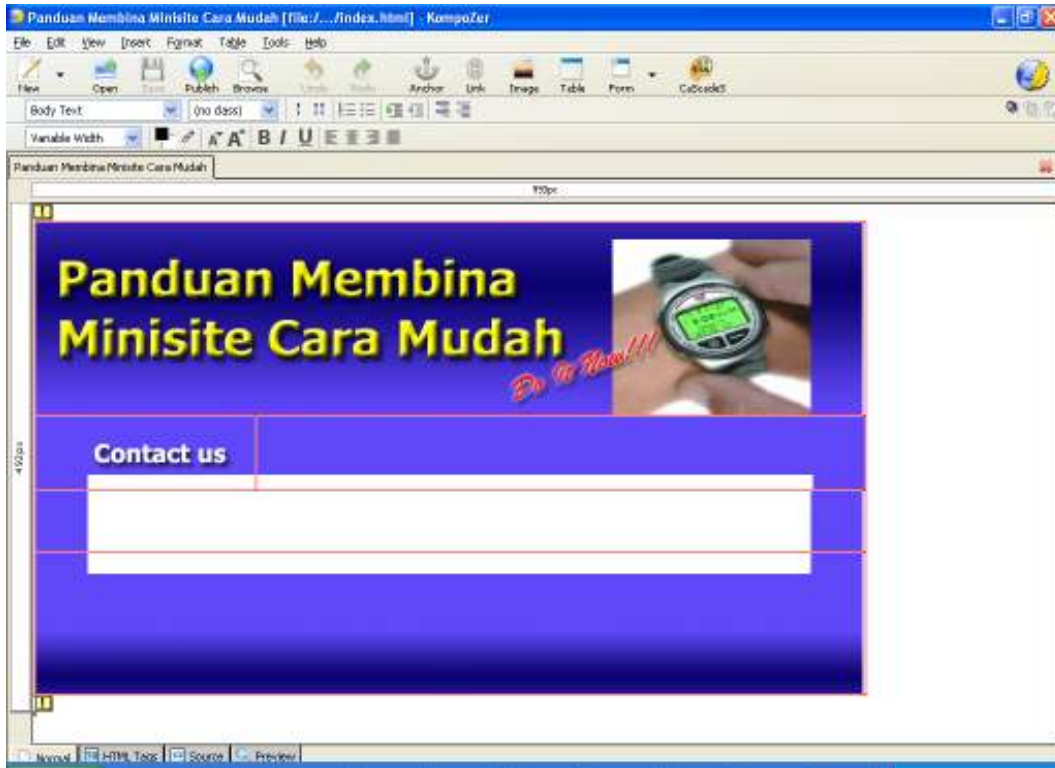 Panduan Membina Minisite Cara Mudah [file:/.../index.html] - KompoZer
File Edit View Insert Format Table Tools Help
New Open Save Publish Browse Undo Redo Anchor Link Image Table Form CaScadeS
Body Text (no class)
Variable Width B I U
Panduan Membina Minisite Cara Mudah
930px
Panduan Membina
Minisite Cara Mudah
Do It Now!!!
Contact us
492px
Normal HTML Tags Source Preview